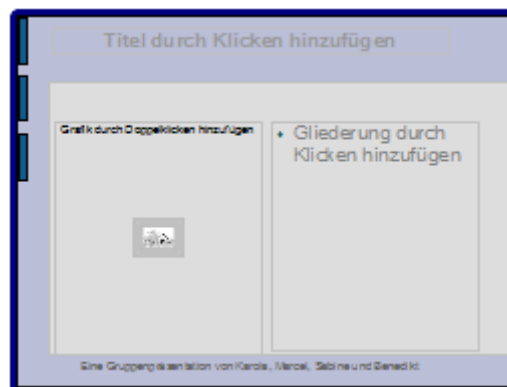 Titel durch Klicken hinzufügen
Grafik durch Doppelklicken hinzufügen
Gliederung durch
Klicken hinzufügen
Eine Gruppenpräsentation von Karola, Marcel, Sabine und Benedikt